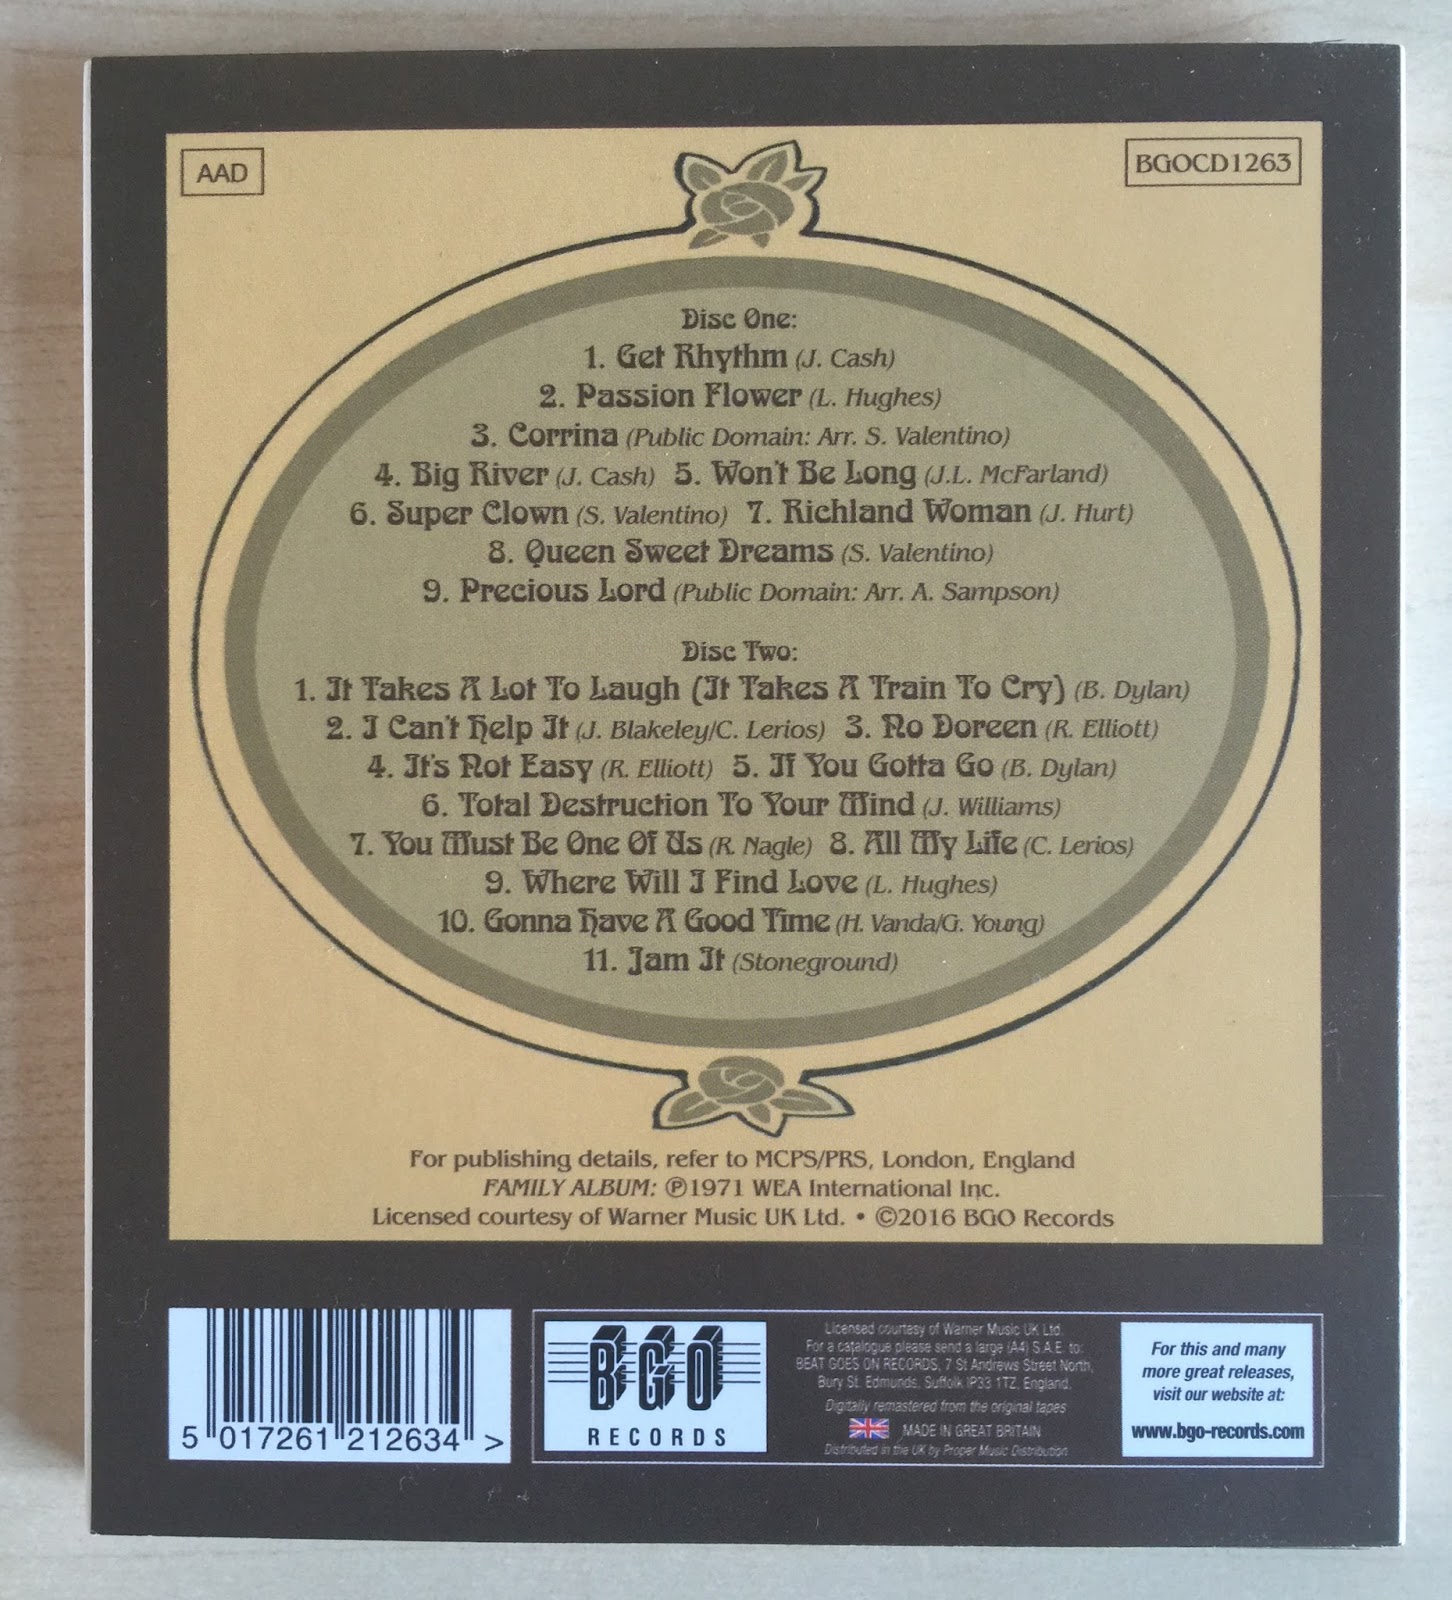 AAD
BGOCD1263
Disc One:
1. Get Rhythm (J. Cash)
2. Passion Flower (L. Hughes)
3. Corrina (Public Domain: Arr. S. Valentino)
4. Big River (J. Cash) 5. Won't Be Long (J.L. McFarland)
6. Super Clown (S. Valentino) 7. Richland Woman (J. Hurt)
8. Queen Sweet Dreams (S. Valentino)
9. Precious Lord (Public Domain: Arr. A. Sampson)
Disc Two:
1. It Takes A Lot To Laugh (It Takes A Train To Cry) (B. Dylan)
2. I Can't Help It (J. Blakeley/C. Lerios) 3. No Doreen (R. Elliott)
4. It's Not Easy (R. Elliott) 5. If You Gotta Go (B. Dylan)
6. Total Destruction To Your Mind (J. Williams)
7. You Must Be One Of Us (R. Nagle) 8. All My Life (C. Lerios)
9. Where Will I Find Love (L. Hughes)
10. Gonna Have A Good Time (H. Vanda/G. Young)
11. Jam It (Stoneground)
For publishing details, refer to MCPS/PRS, London, England
FAMILY ALBUM: ℗1971 WEA International Inc.
Licensed courtesy of Warner Music UK Ltd. • ©2016 BGO Records
5 017261 212634 >
BGO
RECORDS
Licensed courtesy of Warner Music UK Ltd.
For a catalogue please send a large (A4) S.A.E. to:
BEAT GOES ON RECORDS, 7 St Andrews Street North,
Bury St. Edmunds, Suffolk IP33 1TZ, England.
Digitally remastered from the original tapes
MADE IN GREAT BRITAIN
Distributed in the UK by Proper Music Distribution
For this and many
more great releases,
visit our website at:
www.bgo-records.com